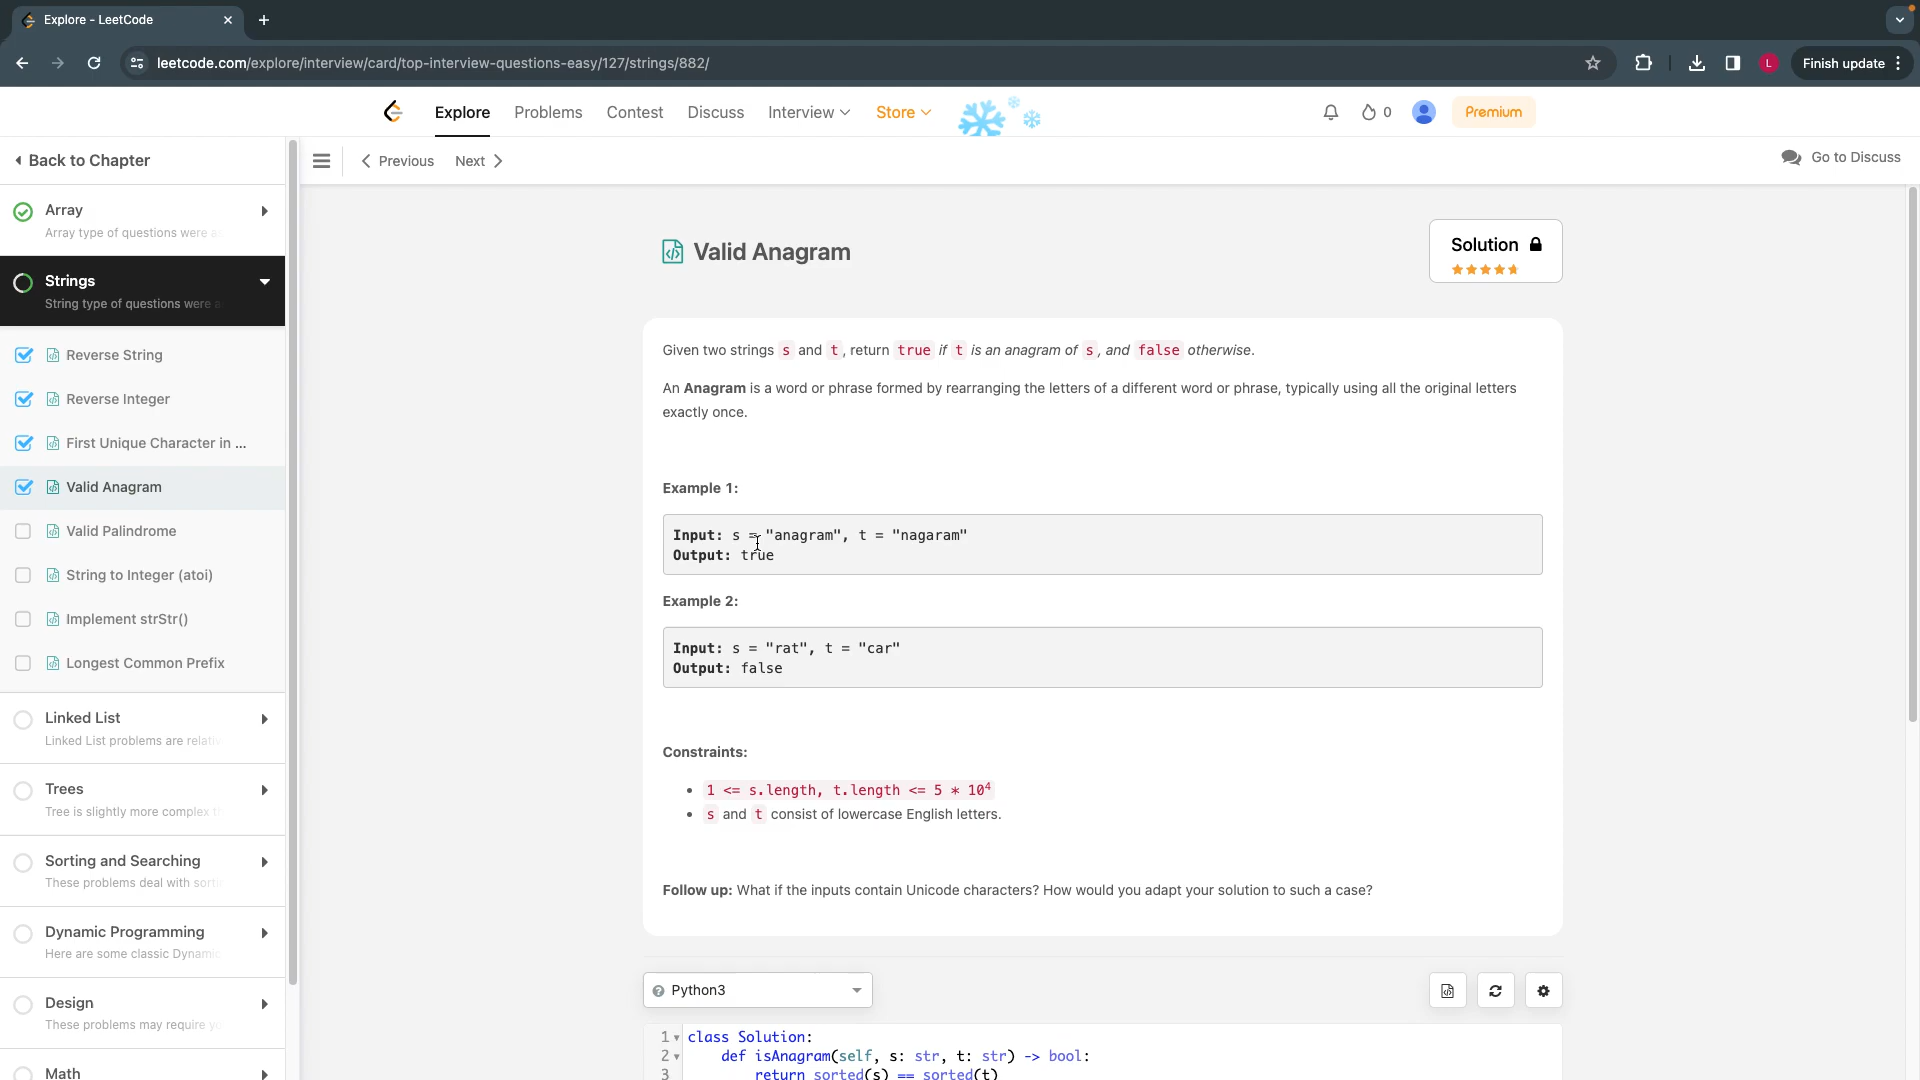 Explore - LeetCode
leetcode.com/explore/interview/card/top-interview-questions-easy/127/strings/882/
L
Finish update
Explore
Problems
Contest
Discuss
Interview
Store
0
Premium
Back to Chapter
Previous
Next
Go to Discuss
Array
Array type of questions were a
Strings
String type of questions were a
Reverse String
Reverse Integer
First Unique Character in ...
Valid Anagram
Valid Palindrome
String to Integer (atoi)
Implement strStr()
Longest Common Prefix
Linked List
Linked List problems are relativ
Trees
Tree is slightly more complex t
Sorting and Searching
These problems deal with sorti
Dynamic Programming
Here are some classic Dynamic
Design
These problems may require yo
Math
Valid Anagram
Solution
Given two strings s and t, return true if t is an anagram of s, and false otherwise.
An Anagram is a word or phrase formed by rearranging the letters of a different word or phrase, typically using all the original letters
exactly once.
Example 1:
Input: s = "anagram", t = "nagaram"
Output: true
Example 2:
Input: s = "rat", t = "car"
Output: false
Constraints:
1 <= s.length, t.length <= 5 * 10⁴
s and t consist of lowercase English letters.
Follow up: What if the inputs contain Unicode characters? How would you adapt your solution to such a case?
Python3
1 class Solution:
2 def isAnagram(self, s: str, t: str) -> bool:
3 return sorted(s) == sorted(t)